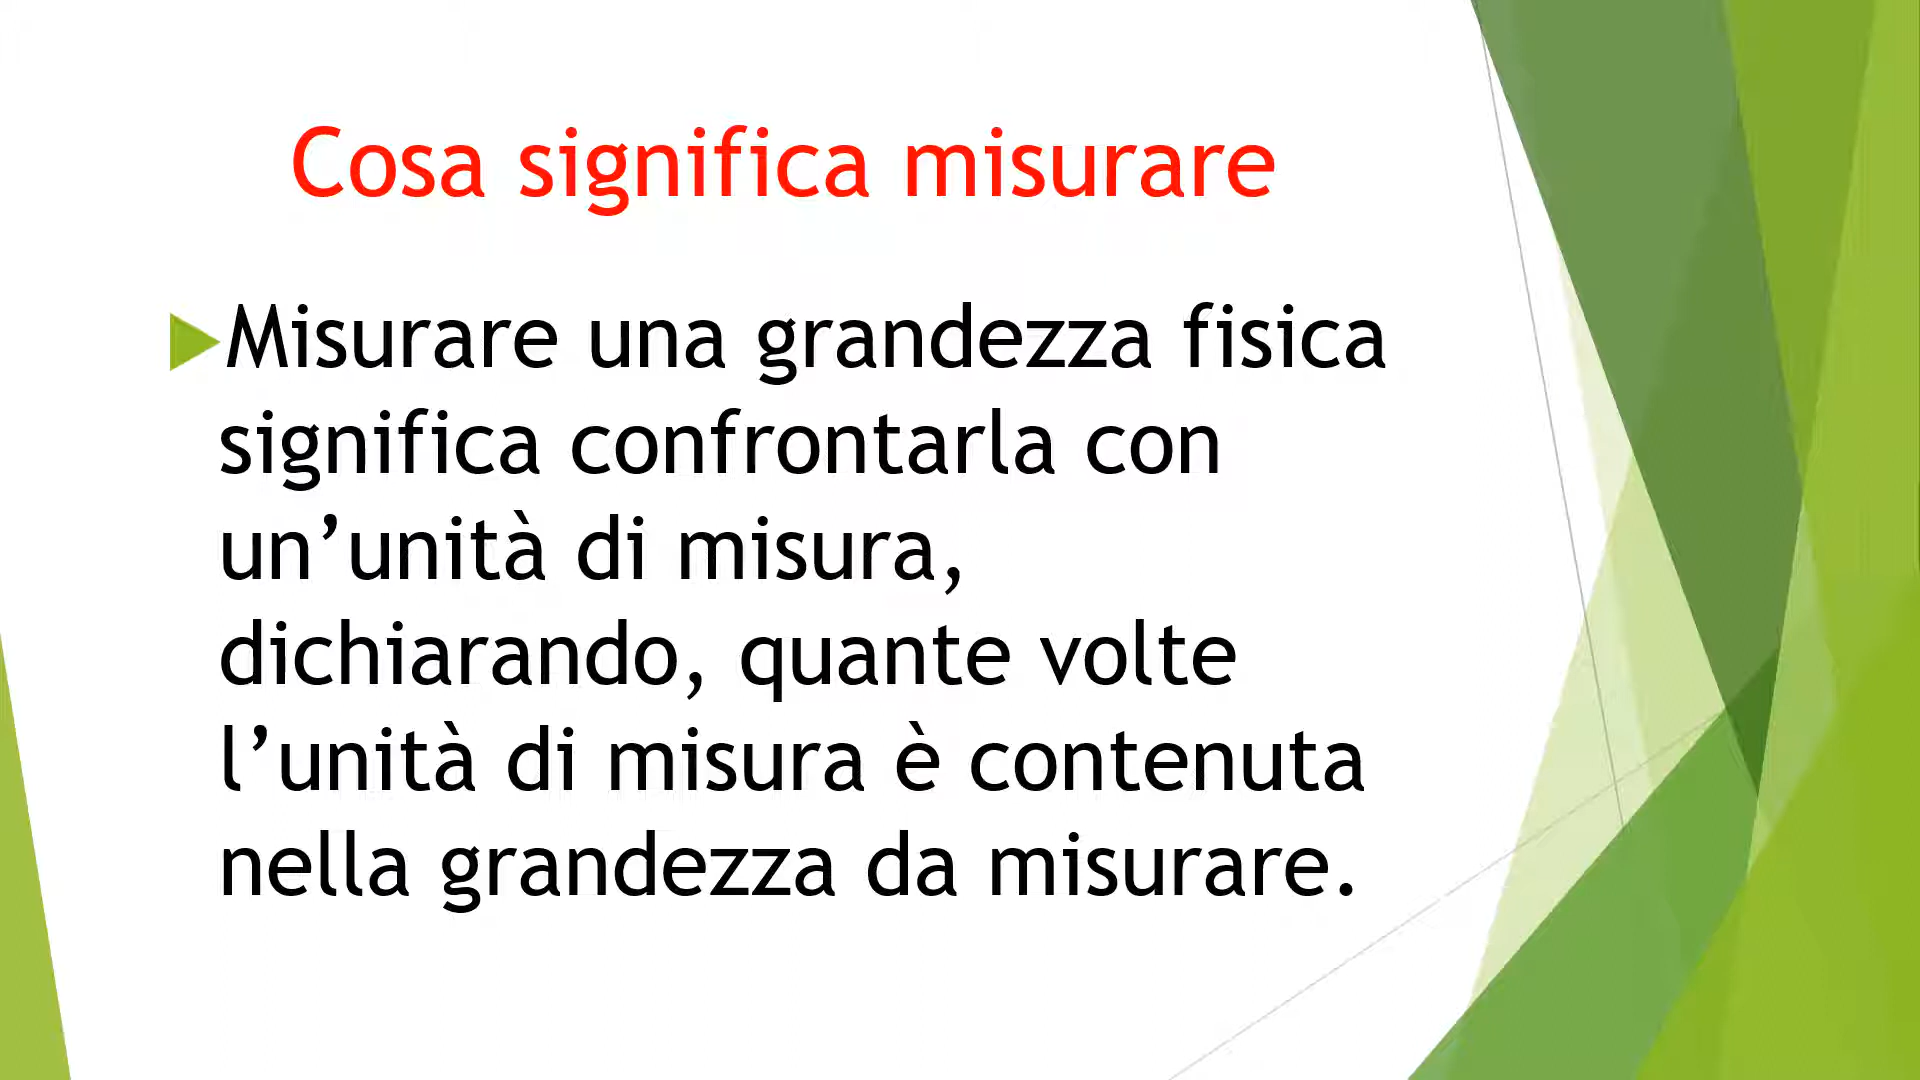 Cosa significa misurare
Misurare una grandezza fisica
significa confrontarla con
un’unità di misura,
dichiarando, quante volte
l’unità di misura è contenuta
nella grandezza da misurare.